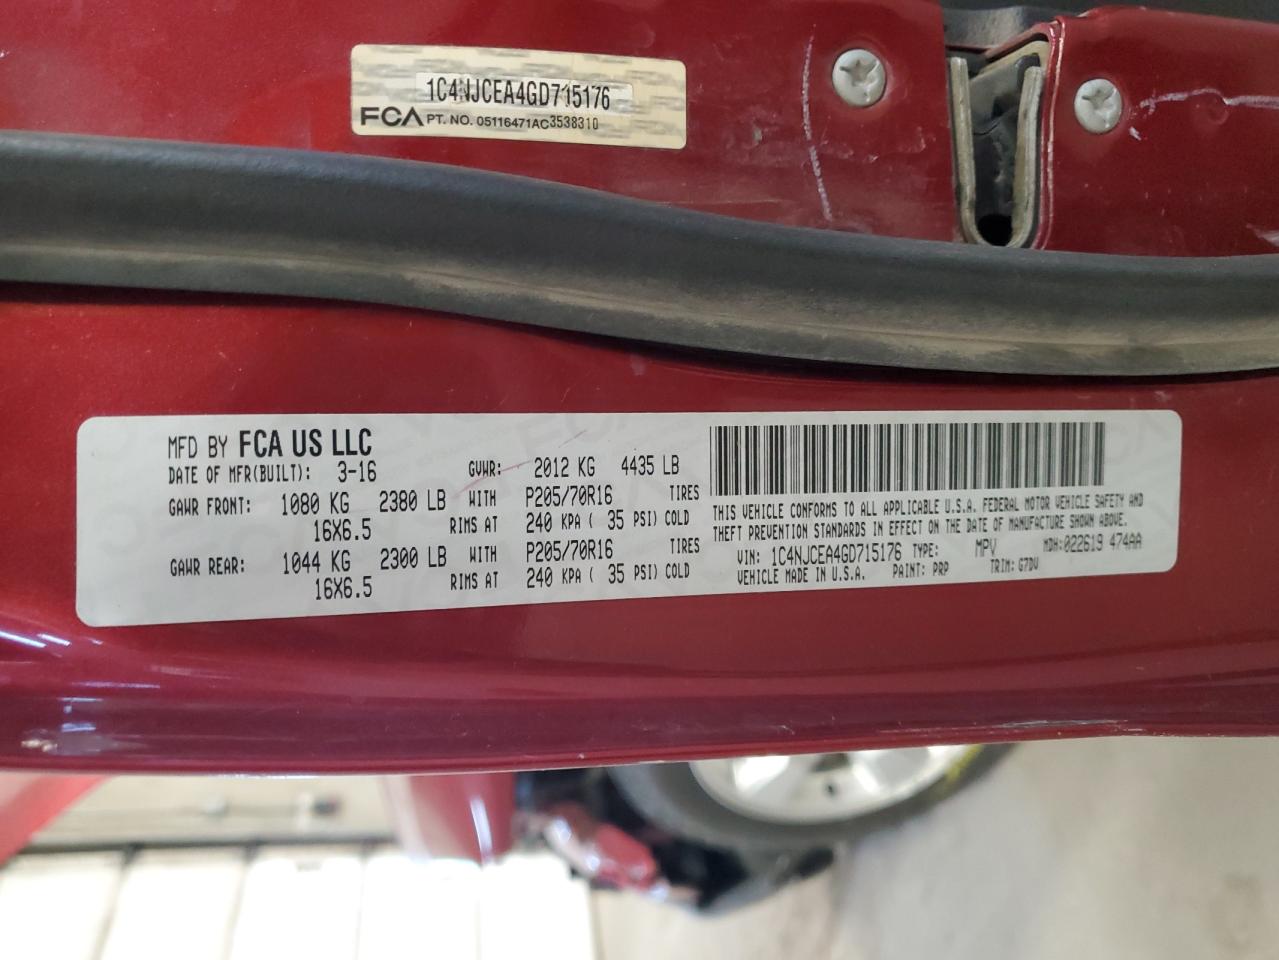 1C4NJCEA4GD715176
FCA PT. NO. 05116471AC3538310
MFD BY FCA US LLC
DATE OF MFR(BUILT): 3-16 GVWR: 2012 KG 4435 LB
GAWR FRONT: 1080 KG 2380 LB WITH P205/70R16 TIRES
16X6.5 RIMS AT 240 KPA ( 35 PSI) COLD
GAWR REAR: 1044 KG 2300 LB WITH P205/70R16 TIRES
16X6.5 RIMS AT 240 KPA ( 35 PSI) COLD
THIS VEHICLE CONFORMS TO ALL APPLICABLE U.S.A. FEDERAL MOTOR VEHICLE SAFETY AND
THEFT PREVENTION STANDARDS IN EFFECT ON THE DATE OF MANUFACTURE SHOWN ABOVE.
VIN: 1C4NJCEA4GD715176 TYPE: MPV MDH:022619 474AA
VEHICLE MADE IN U.S.A. PAINT: PRP TRIM: G7DV